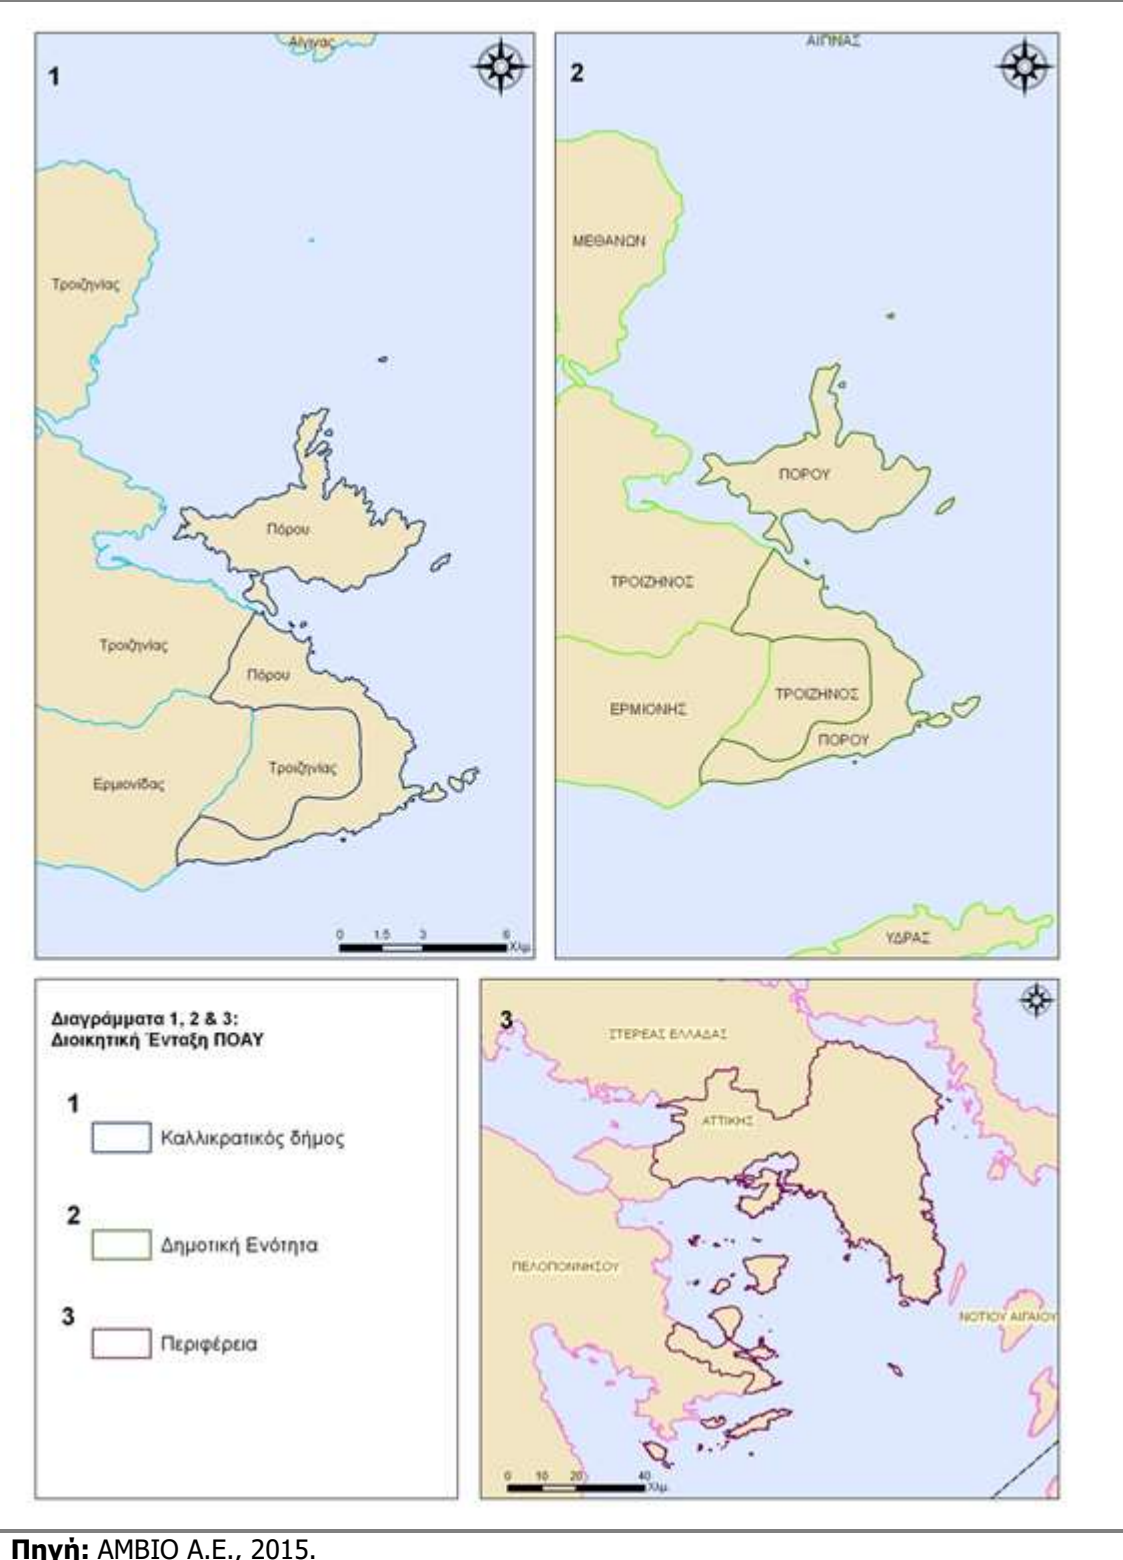 Αίγινας
1
Τροιζηνίας
Πόρου
Τροιζηνίας
Πόρου
Τροιζηνίας
Ερμιονίδας
0 1.5 3 6
Χλμ.
ΑΙΓΙΝΑΣ
2
ΜΕΘΑΝΩΝ
ΠΟΡΟΥ
ΤΡΟΙΖΗΝΟΣ
ΤΡΟΙΖΗΝΟΣ
ΕΡΜΙΟΝΗΣ
ΠΟΡΟΥ
ΥΔΡΑΣ
Διαγράμματα 1, 2 & 3:
Διοικητική Ένταξη ΠΟΑΥ
1
Καλλικρατικός δήμος
2
Δημοτική Ενότητα
3
Περιφέρεια
3
ΣΤΕΡΕΑΣ ΕΛΛΑΔΑΣ
ΑΤΤΙΚΗΣ
ΠΕΛΟΠΟΝΝΗΣΟΥ
ΝΟΤΙΟΥ ΑΙΓΑΙΟΥ
0 10 20 40
Χλμ.
Πηγή: ΑΜΒΙΟ Α.Ε., 2015.